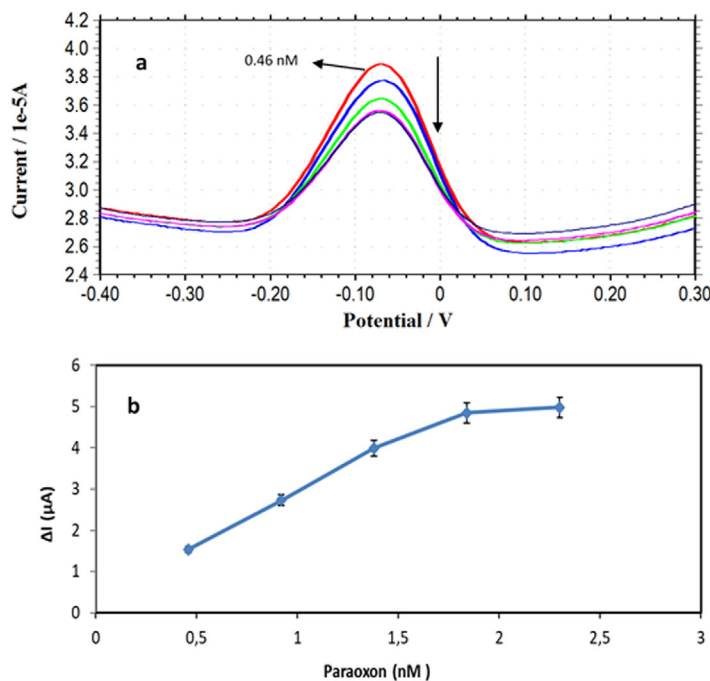 4.2
4.0
3.8
3.6
3.4
3.2
3.0
2.8
2.6
2.4
Current / 1e-5A
a
0.46 nM
-0.40 -0.30 -0.20 -0.10 0 0.10 0.20 0.30
Potential / V
6
5
4
3
2
1
0
ΔI (µA)
b
0 0,5 1 1,5 2 2,5 3
Paraoxon (nM )